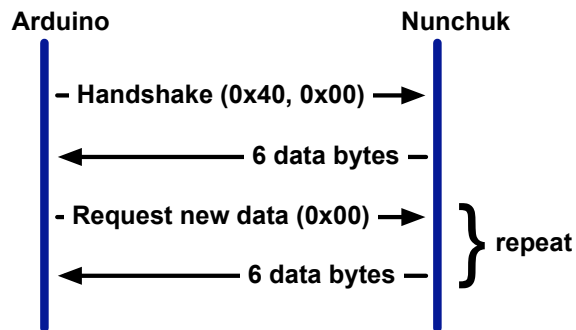 Arduino Nunchuk
Handshake (0x40, 0x00)
6 data bytes
Request new data (0x00)
6 data bytes
} repeat